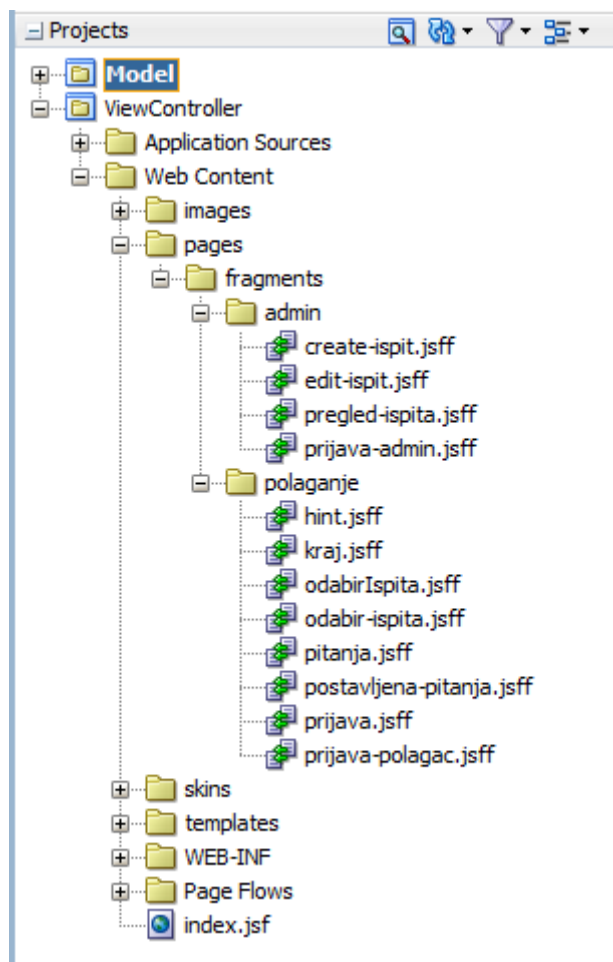 Projects
Model
ViewController
Application Sources
Web Content
images
pages
fragments
admin
create-ispit.jsff
edit-ispit.jsff
pregled-ispita.jsff
prijava-admin.jsff
polaganje
hint.jsff
kraj.jsff
odabirIspita.jsff
odabir-ispita.jsff
pitanja.jsff
postavljena-pitanja.jsff
prijava.jsff
prijava-polagac.jsff
skins
templates
WEB-INF
Page Flows
index.jsf